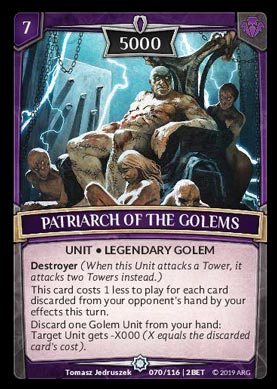 7
5000
PATRIARCH OF THE GOLEMS
UNIT • LEGENDARY GOLEM
Destroyer (When this Unit attacks a Tower, it
attacks two Towers instead.)
This card costs 1 less to play for each card
discarded from your opponent's hand by your
effects this turn.
Discard one Golem Unit from your hand:
Target Unit gets -X000 (X equals the discarded
card's cost).
Tomasz Jedruszek 070/116 | 2BET © 2019 ARG